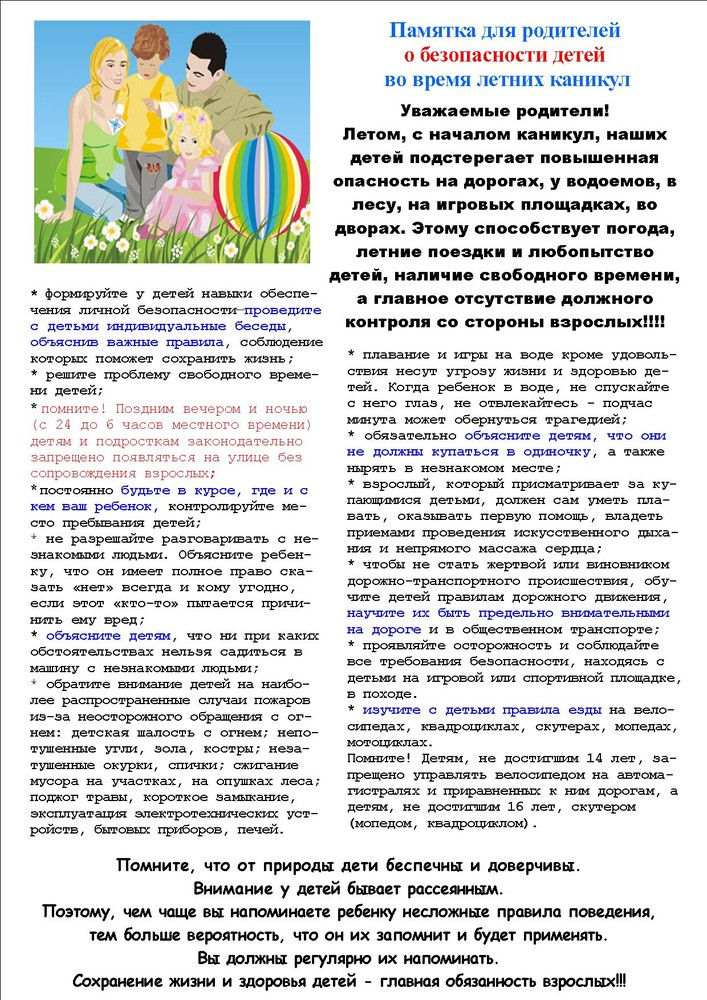 Памятка для родителей
о безопасности детей
во время летних каникул
Уважаемые родители!
Летом, с началом каникул, наших
детей подстерегает повышенная
опасность на дорогах, у водоемов, в
лесу, на игровых площадках, во
дворах. Этому способствует погода,
летние поездки и любопытство
детей, наличие свободного времени,
а главное отсутствие должного
контроля со стороны взрослых!!!!
* формируйте у детей навыки обеспе-
чения личной безопасности-проведите
с детьми индивидуальные беседы,
объяснив важные правила, соблюдение
которых поможет сохранить жизнь;
* решите проблему свободного време-
ни детей;
*помните! Поздним вечером и ночью
(с 24 до 6 часов местного времени)
детям и подросткам законодательно
запрещено появляться на улице без
сопровождения взрослых;
*постоянно будьте в курсе, где и с
кем ваш ребенок, контролируйте ме-
сто пребывания детей;
* не разрешайте разговаривать с не-
знакомыми людьми. Объясните ребен-
ку, что он имеет полное право ска-
зать «нет» всегда и кому угодно,
если этот «кто-то» пытается причи-
нить ему вред;
* объясните детям, что ни при каких
обстоятельствах нельзя садиться в
машину с незнакомыми людьми;
* обратите внимание детей на наибо-
лее распространенные случаи пожаров
из-за неосторожного обращения с ог-
нем: детская шалость с огнем; непо-
тушенные угли, зола, костры; неза-
тушенные окурки, спички; сжигание
мусора на участках, на опушках леса;
поджог травы, короткое замыкание,
эксплуатация электротехнических уст-
ройств, бытовых приборов, печей.
* плавание и игры на воде кроме удоволь-
ствия несут угрозу жизни и здоровью де-
тей. Когда ребенок в воде, не спускайте
с него глаз, не отвлекайтесь - подчас
минута может обернуться трагедией;
* обязательно объясните детям, что они
не должны купаться в одиночку, а также
нырять в незнакомом месте;
* взрослый, который присматривает за ку-
пающимися детьми, должен сам уметь пла-
вать, оказывать первую помощь, владеть
приемами проведения искусственного дыха-
ния и непрямого массажа сердца;
* чтобы не стать жертвой или виновником
дорожно-транспортного происшествия, обу-
чите детей правилам дорожного движения,
научите их быть предельно внимательными
на дороге и в общественном транспорте;
* проявляйте осторожность и соблюдайте
все требования безопасности, находясь с
детьми на игровой или спортивной площадке,
в походе.
* изучите с детьми правила езды на вело-
сипедах, квадроциклах, скутерах, мопедах,
мотоциклах.
Помните! Детям, не достигшим 14 лет, за-
прещено управлять велосипедом на автома-
гистралях и приравненных к ним дорогам, а
детям, не достигшим 16 лет, скутером
(мопедом, квадроциклом).
Помните, что от природы дети беспечны и доверчивы.
Внимание у детей бывает рассеянным.
Поэтому, чем чаще вы напоминаете ребенку несложные правила поведения,
тем больше вероятность, что он их запомнит и будет применять.
Вы должны регулярно их напоминать.
Сохранение жизни и здоровья детей - главная обязанность взрослых!!!